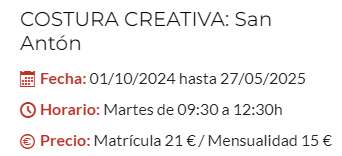 COSTURA CREATIVA: San
Antón
Fecha: 01/10/2024 hasta 27/05/2025
Horario: Martes de 09:30 a 12:30h
Precio: Matrícula 21 € / Mensualidad 15 €